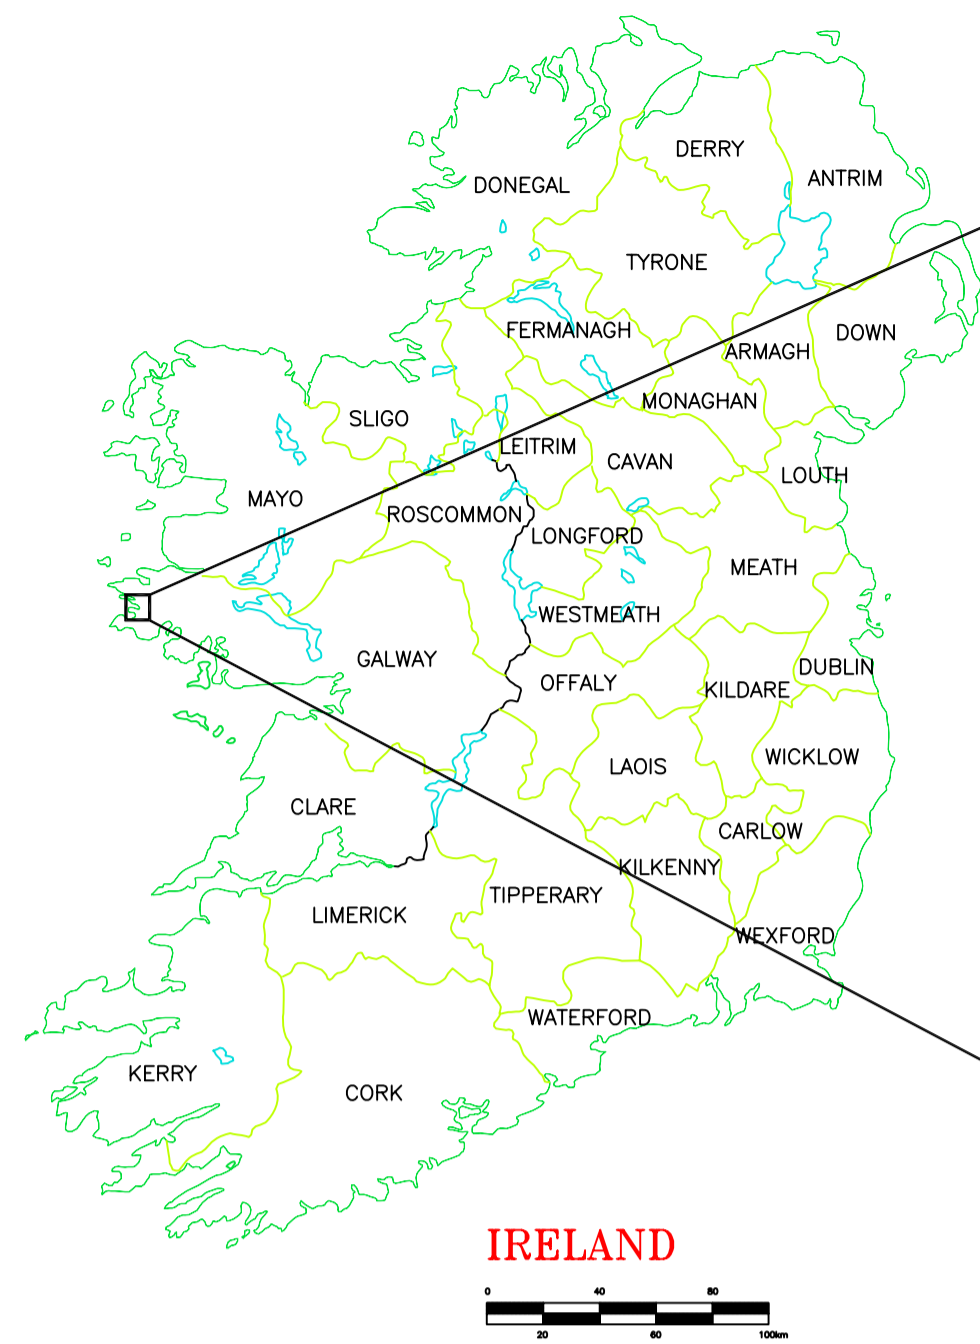 DERRY
ANTRIM
DONEGAL
TYRONE
FERMANAGH
DOWN
ARMAGH
MONAGHAN
SLIGO
LEITRIM
CAVAN
LOUTH
MAYO
ROSCOMMON
LONGFORD
MEATH
WESTMEATH
GALWAY
DUBLIN
OFFALY
KILDARE
WICKLOW
LAOIS
CLARE
CARLOW
KILKENNY
TIPPERARY
LIMERICK
WEXFORD
WATERFORD
KERRY
CORK
IRELAND
0 40 80
20 60 100km